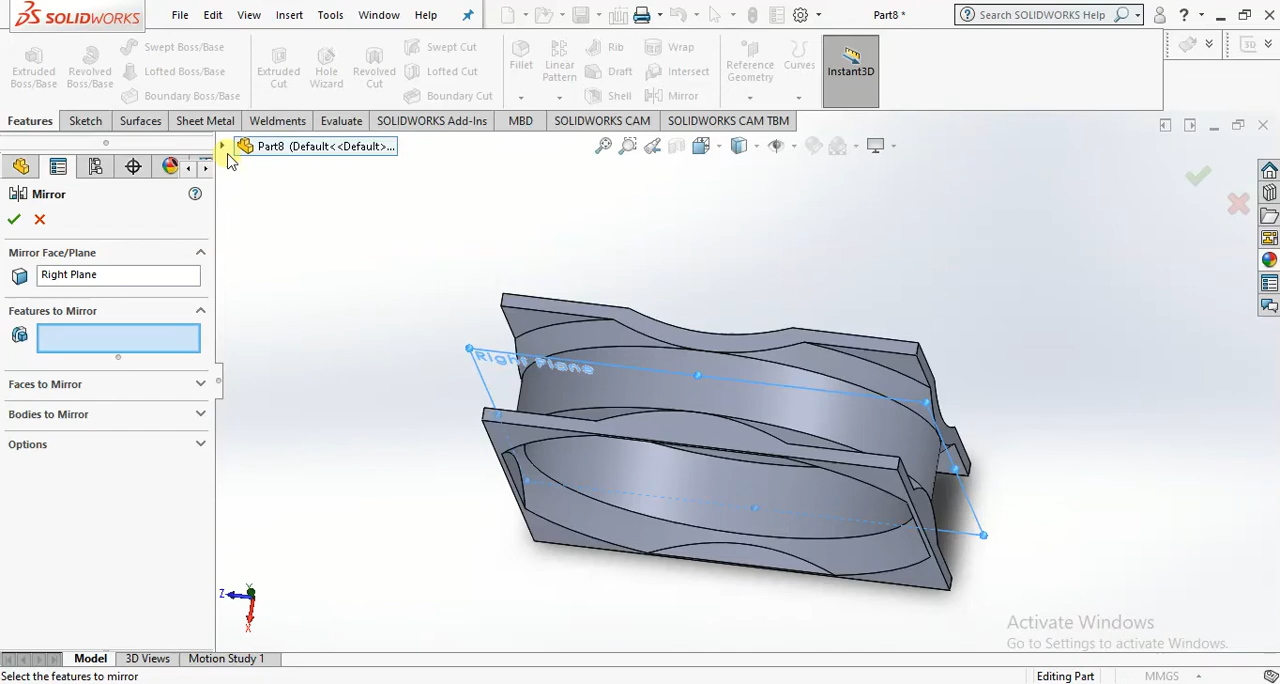 SOLIDWORKS File Edit View Insert Tools Window Help Part8 * Search SOLIDWORKS Help ?
Extruded Boss/Base
Revolved Boss/Base
Swept Boss/Base
Lofted Boss/Base
Boundary Boss/Base
Extruded Cut
Hole Wizard
Revolved Cut
Swept Cut
Lofted Cut
Boundary Cut
Fillet
Linear Pattern
Rib
Draft
Shell
Wrap
Intersect
Mirror
Reference Geometry
Curves
Instant3D
3D
Features Sketch Surfaces Sheet Metal Weldments Evaluate SOLIDWORKS Add-Ins MBD SOLIDWORKS CAM SOLIDWORKS CAM TBM
Part8 (Default<<Default>...
Mirror
Mirror Face/Plane
Right Plane
Features to Mirror
Faces to Mirror
Bodies to Mirror
Options
Right Plane
Y
Z
X
Activate Windows
Go to Settings to activate Windows.
Model 3D Views Motion Study 1
Select the features to mirror Editing Part MMGS